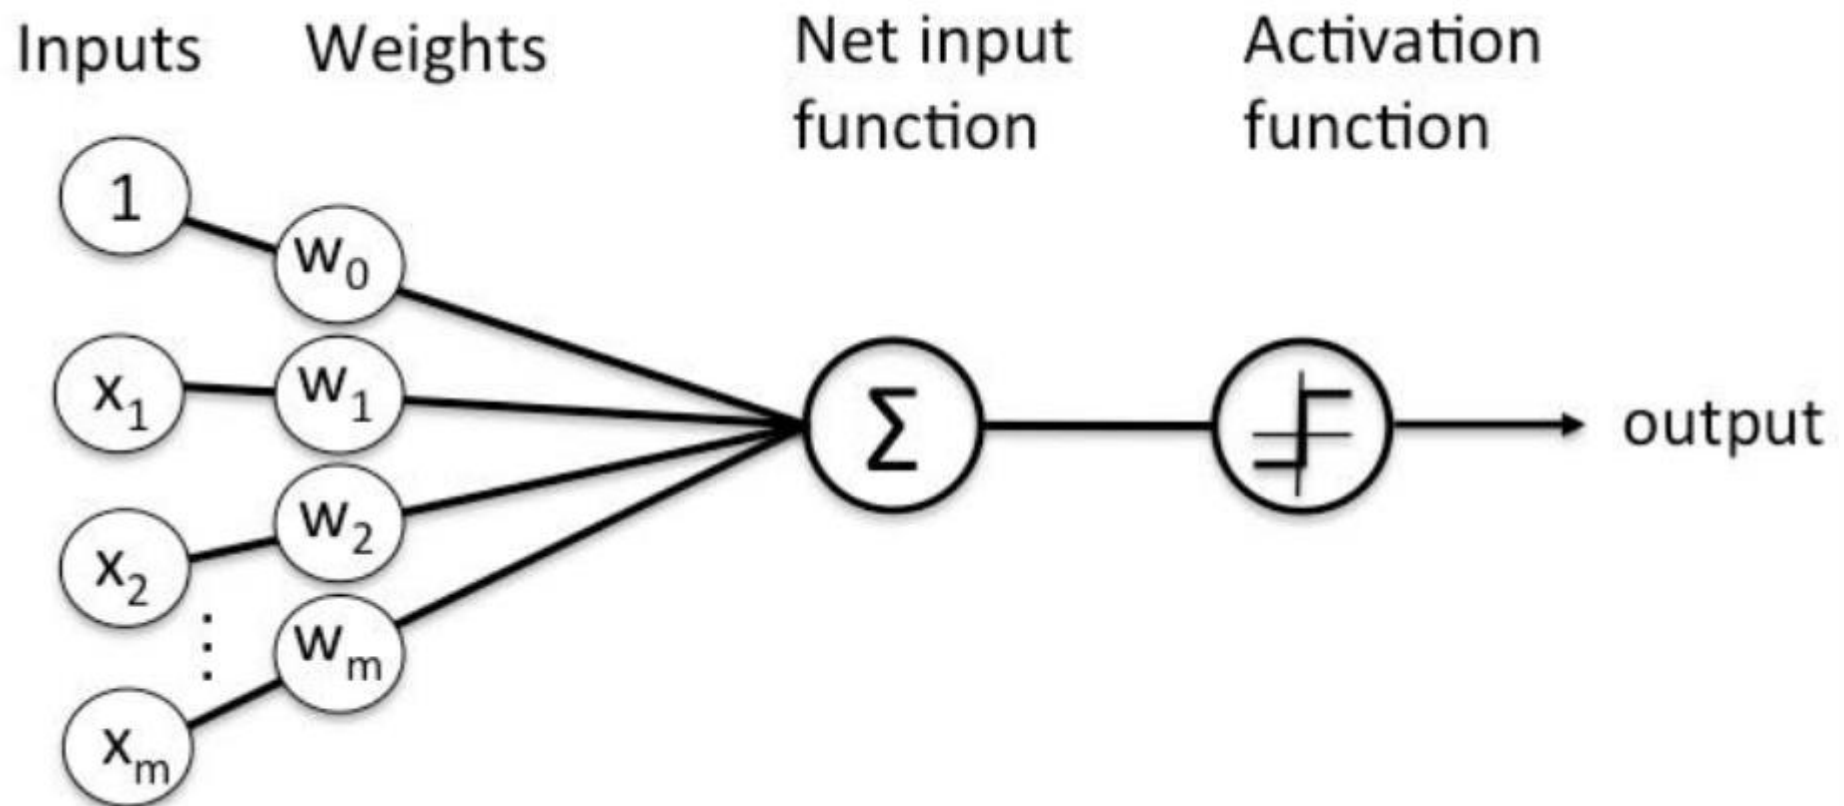 Inputs
Weights
Net input
function
Activation
function
1
w₀
x₁
w₁
x₂
w₂
⋮
wₘ
xₘ
Σ
output